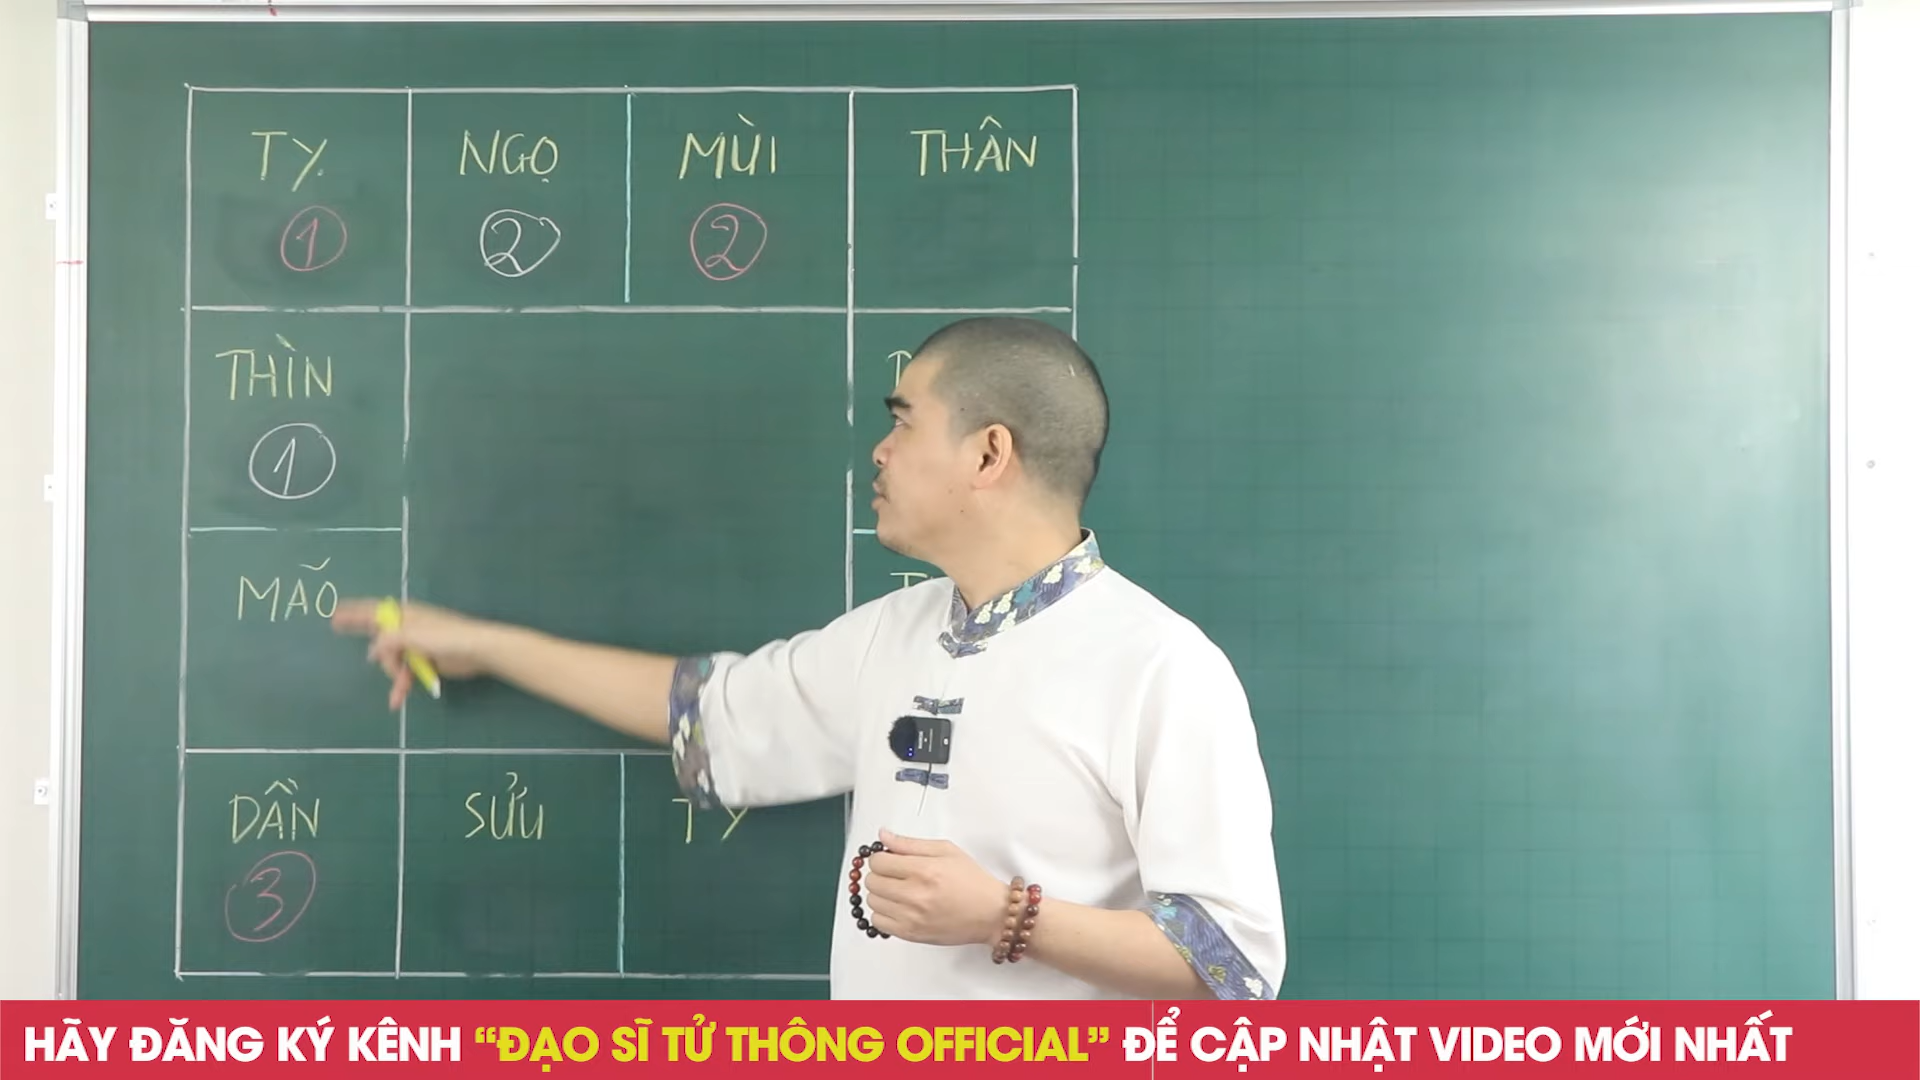 TỴ NGỌ MÙI THÂN
1 2 2
THÌN
1
MÃO
DẦN SỬU TÝ
3
HÃY ĐĂNG KÝ KÊNH “ĐẠO SĨ TỬ THÔNG OFFICIAL” ĐỂ CẬP NHẬT VIDEO MỚI NHẤT